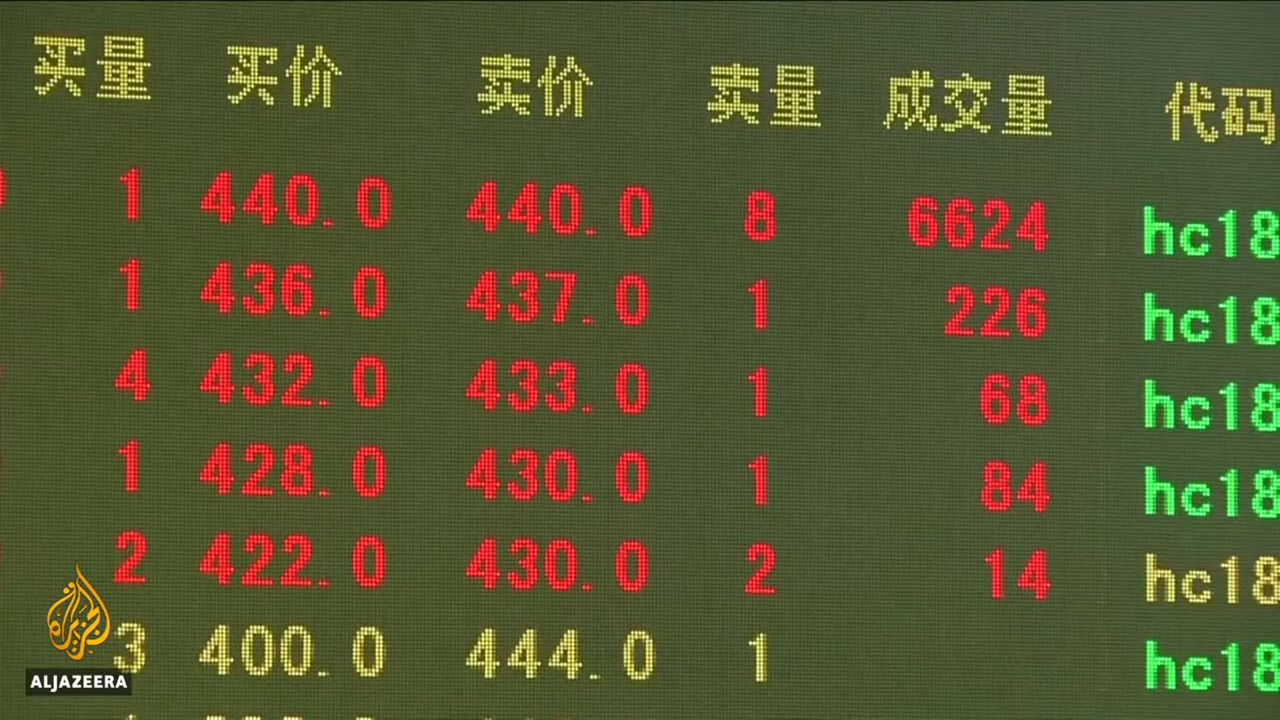 买量 买价 卖价 卖量 成交量 代码
1 440.0 440.0 8 6624 hc18
1 436.0 437.0 1 226 hc18
4 432.0 433.0 1 68 hc18
1 428.0 430.0 1 84 hc18
2 422.0 430.0 2 14 hc18
3 400.0 444.0 1 hc18
ALJAZEERA